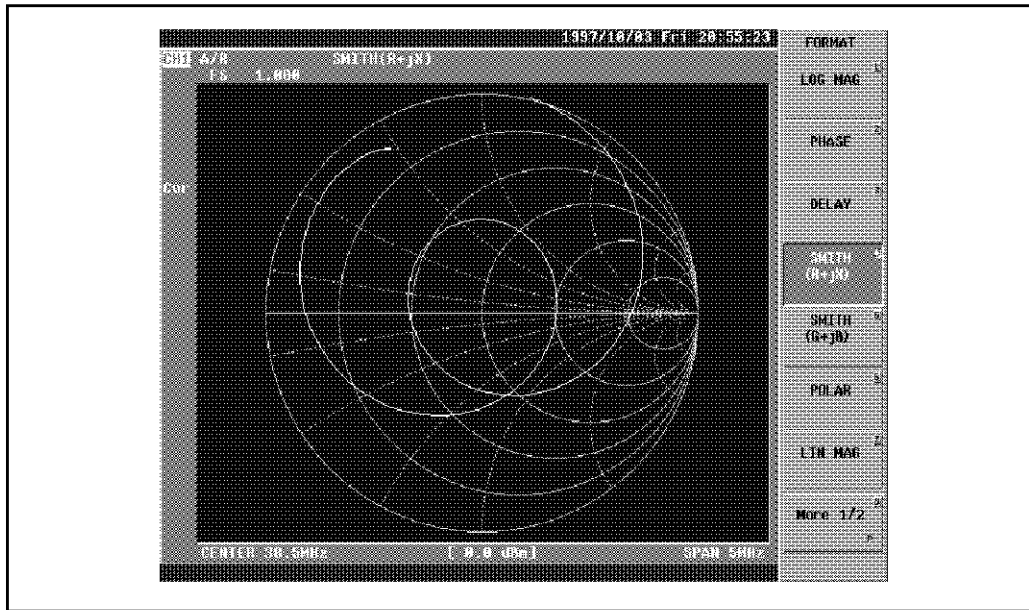 1997/10/03 Fri 20:55:23
CH1 A/R SMITH(R+jX)
FS 1.000
Cor
CENTER 30.5MHz [ 0.0 dBm] SPAN 5MHz
FORMAT
LOG MAG
PHASE
DELAY
SMITH
(R+jX)
SMITH
(G+jB)
POLAR
LIN MAG
More 1/2